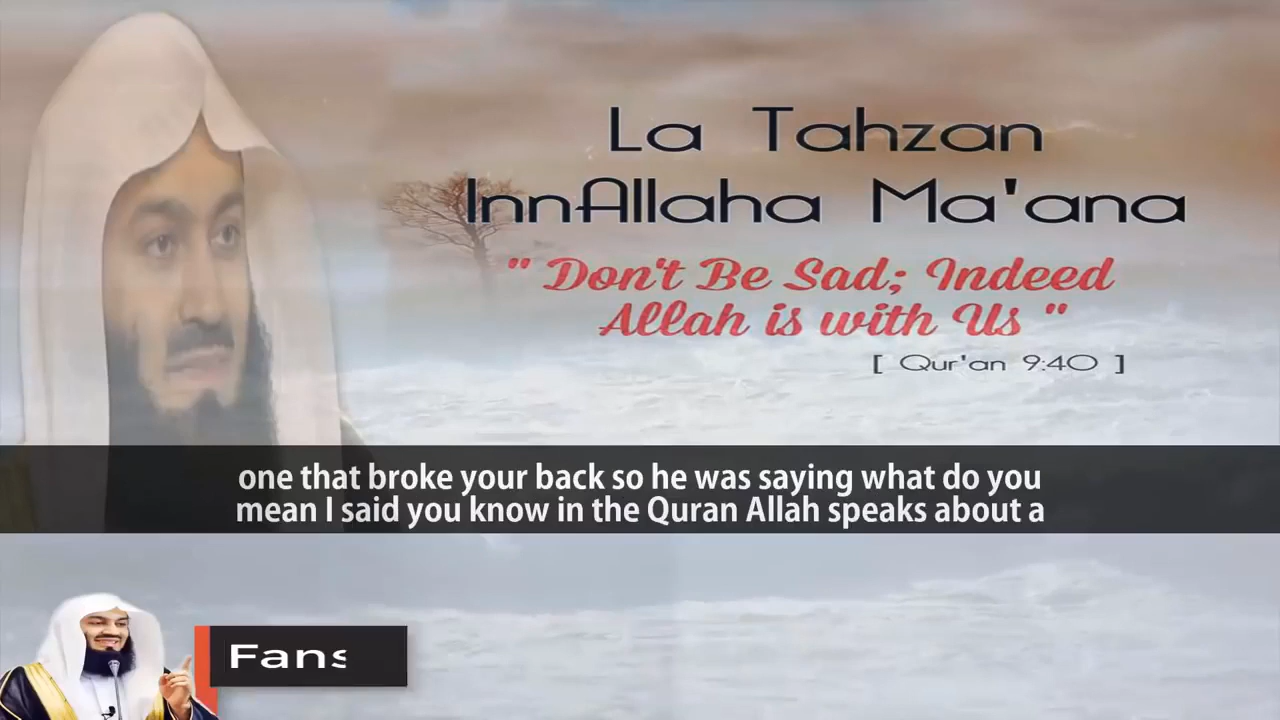 La Tahzan
InnAllaha Ma'ana
" Don't Be Sad; Indeed
Allah is with Us "
[ Qur'an 9:40 ]
one that broke your back so he was saying what do you
mean I said you know in the Quran Allah speaks about a
Fans